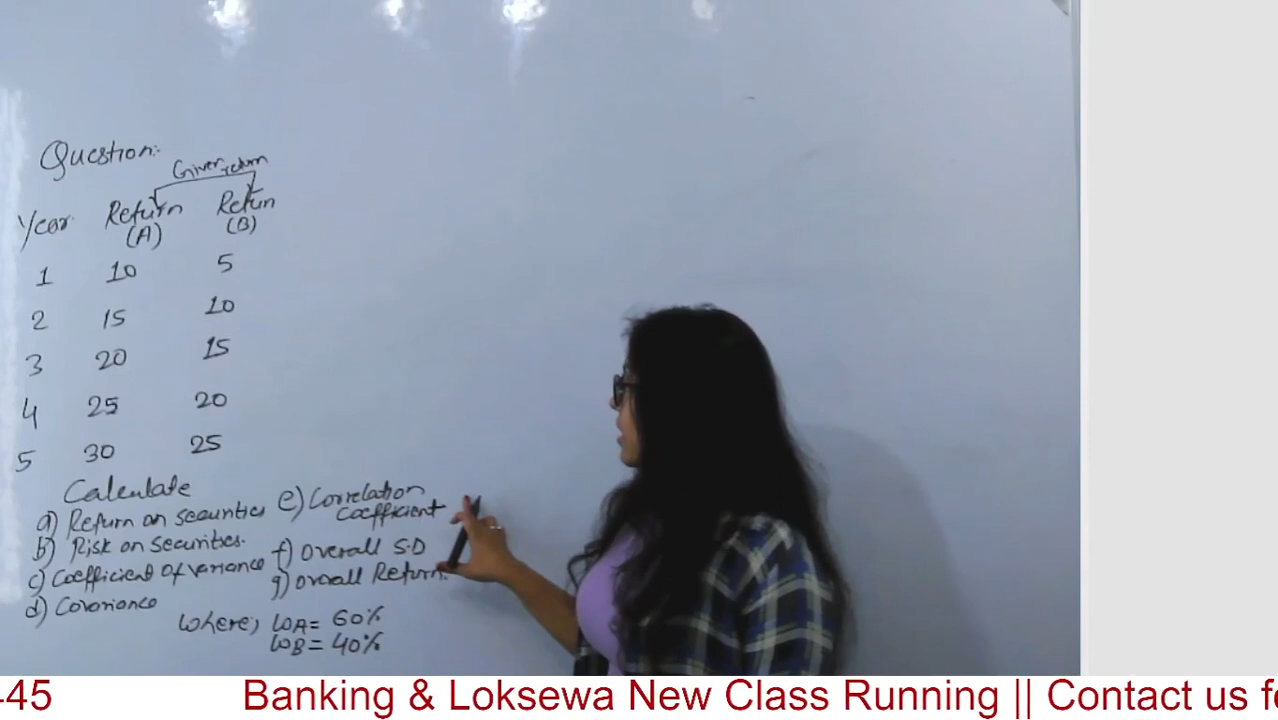 Question:
Given return
Year Return (A) Return (B)
1 10 5
2 15 10
3 20 15
4 25 20
5 30 25
Calculate
a) Return on securities
b) Risk on securities.
c) Coefficient of variance
d) Covariance
e) Correlation
Coefficient
f) Overall S.D
g) Overall Return.
Where, WA = 60%
WB = 40%
-45 Banking & Loksewa New Class Running || Contact us fo